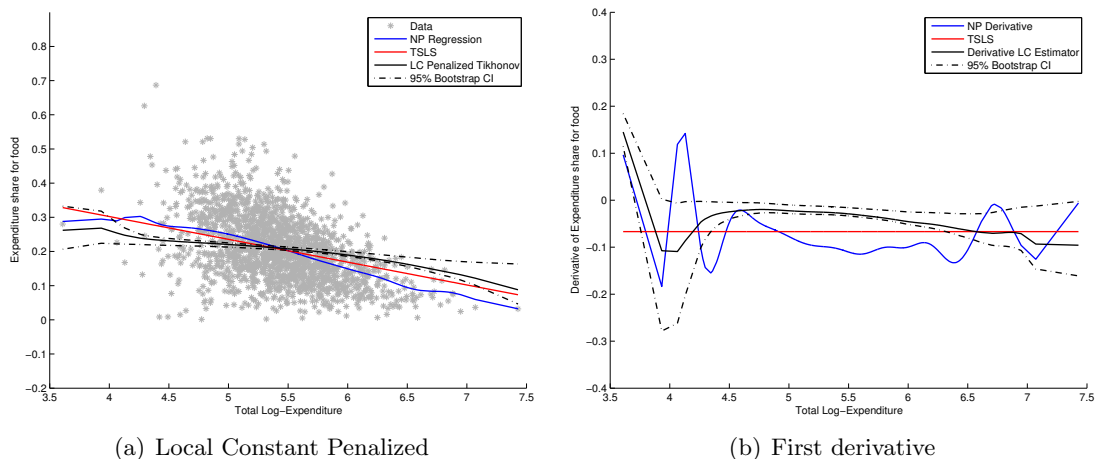 Data
NP Regression
TSLS
LC Penalized Tikhonov
95% Bootstrap CI
0.8
0.7
0.6
0.5
0.4
0.3
0.2
0.1
0
−0.1
−0.2
Expenditure share for food
3.5 4 4.5 5 5.5 6 6.5 7 7.5
Total Log−Expenditure
(a) Local Constant Penalized
NP Derivative
TSLS
Derivative LC Estimator
95% Bootstrap CI
0.4
0.3
0.2
0.1
0
−0.1
−0.2
−0.3
−0.4
Derivative of Expenditure share for food
3.5 4 4.5 5 5.5 6 6.5 7 7.5
Total Log−Expenditure
(b) First derivative